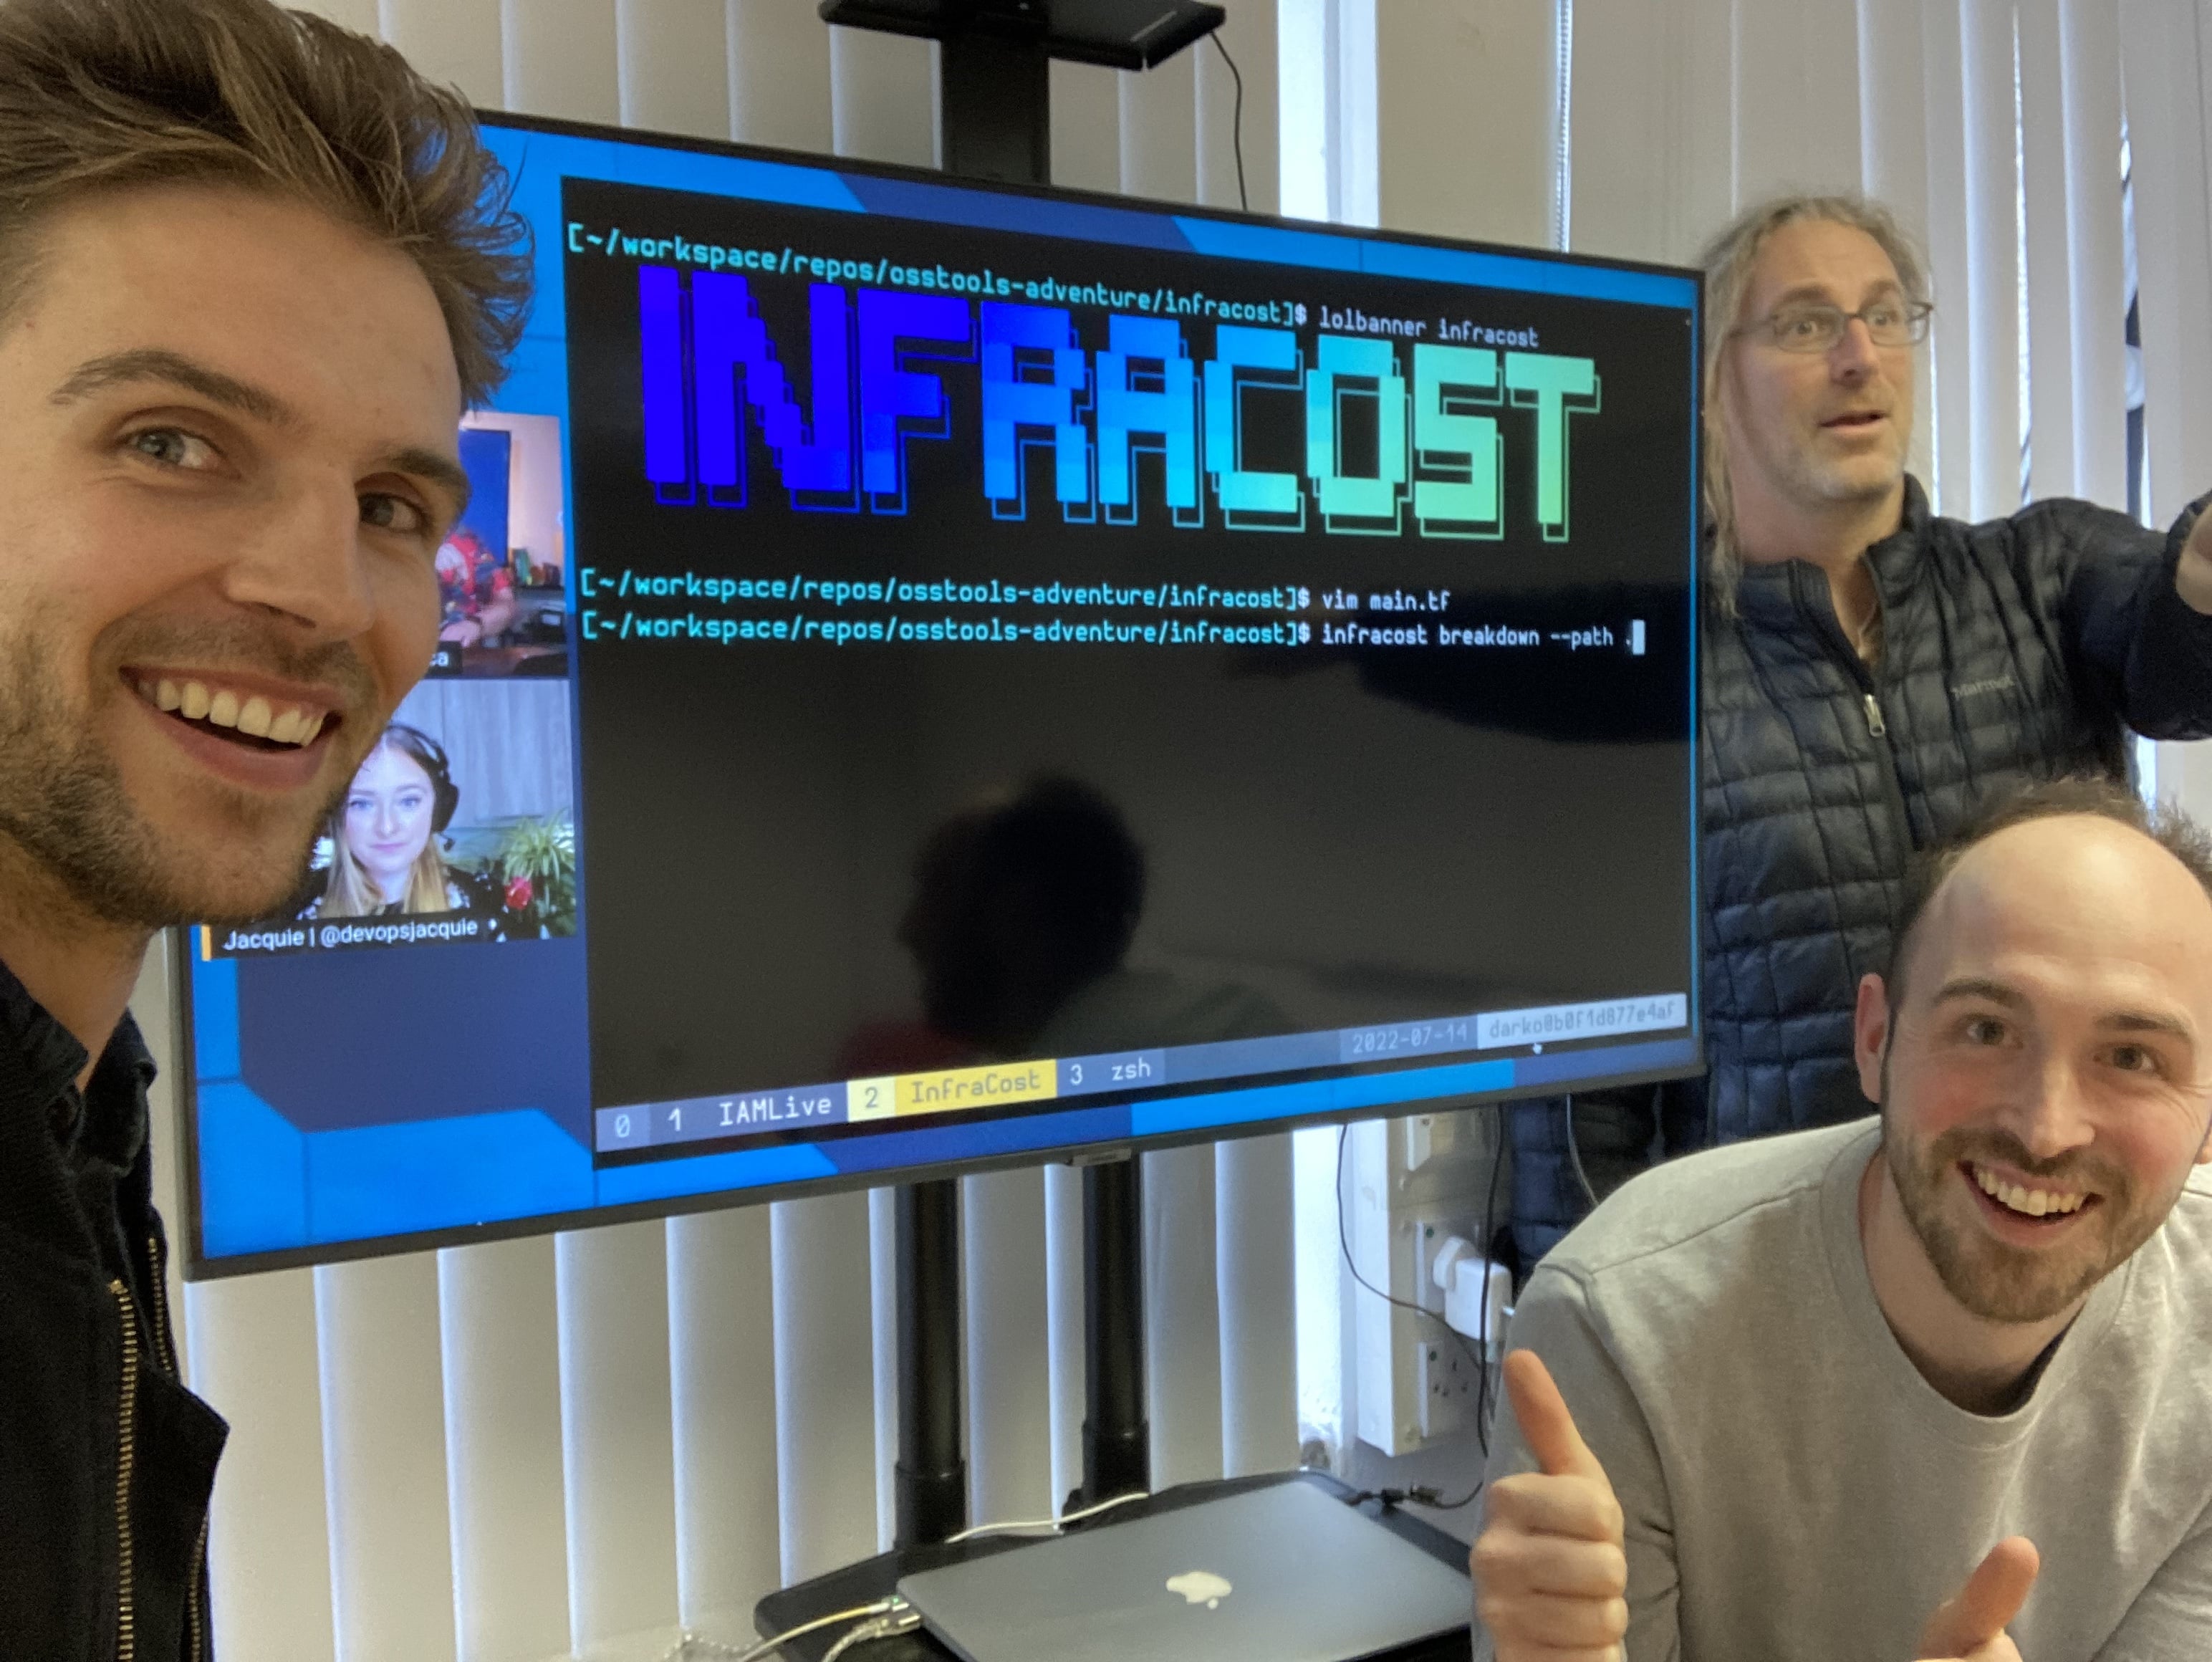 [~/workspace/repos/osstools-adventure/infracost]$ lolbanner infracost
INFRACOST
[~/workspace/repos/osstools-adventure/infracost]$ vim main.tf
[~/workspace/repos/osstools-adventure/infracost]$ infracost breakdown --path .
Jacquie | @devopsjacquie
0 1 IAMLive 2 InfraCost 3 zsh 2022-07-14 darko@b0f1d877e4af
Marmot